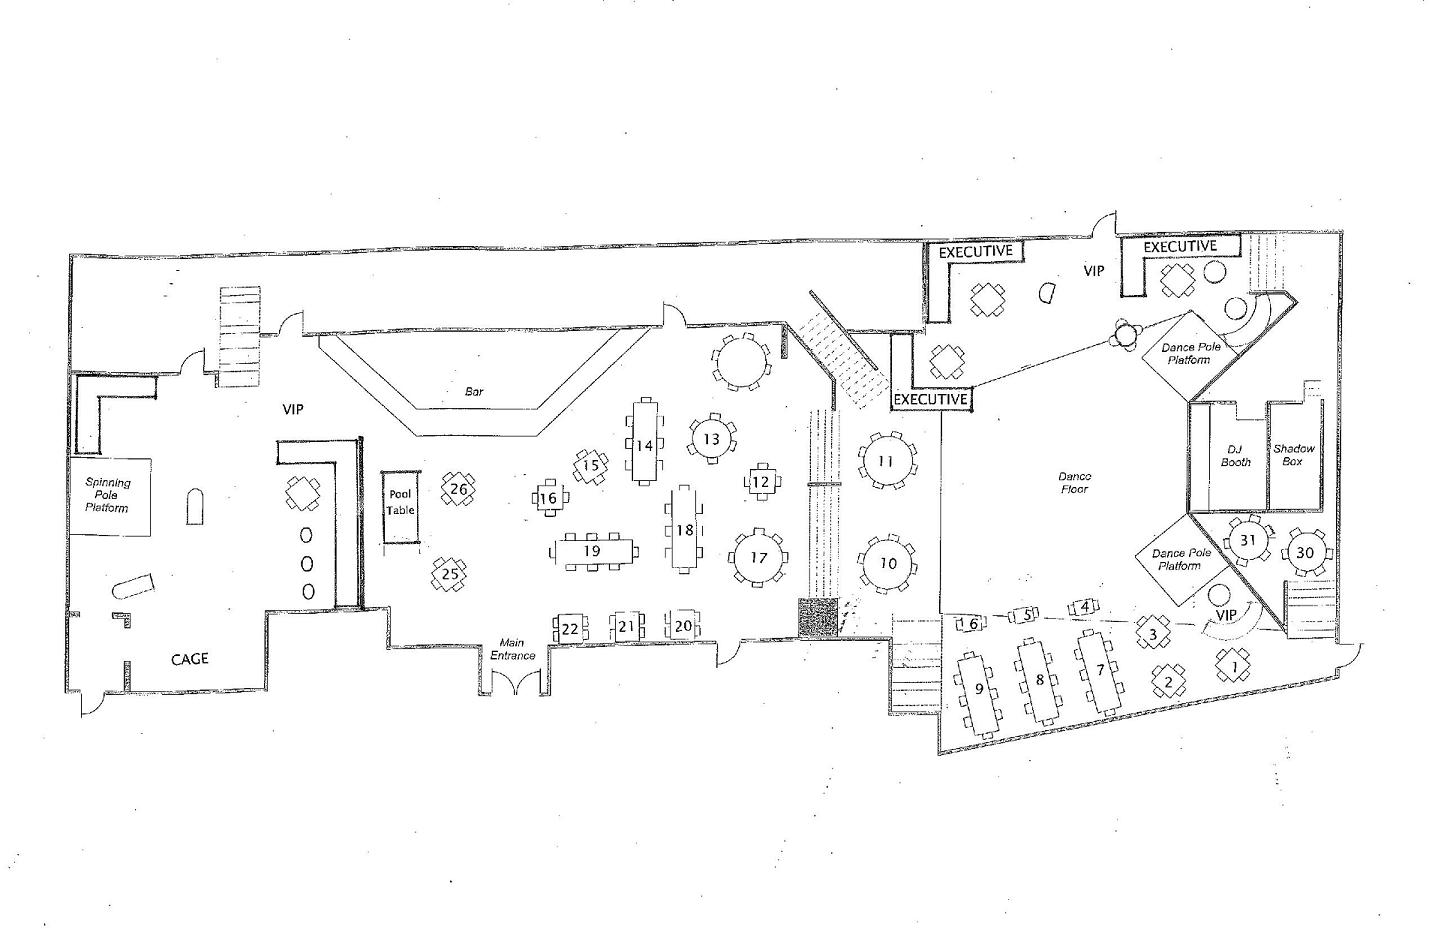 EXECUTIVE
EXECUTIVE
VIP
Dance Pole
Platform
Bar
VIP
EXECUTIVE
13
14
11
DJ
Booth
Shadow
Box
15
Dance
Floor
12
Spinning
Pole
Platform
26
16
Pool
Table
18
31
30
19
17
10
Dance Pole
Platform
25
4
5
6
VIP
22
21
20
3
Main
Entrance
CAGE
1
7
8
2
9